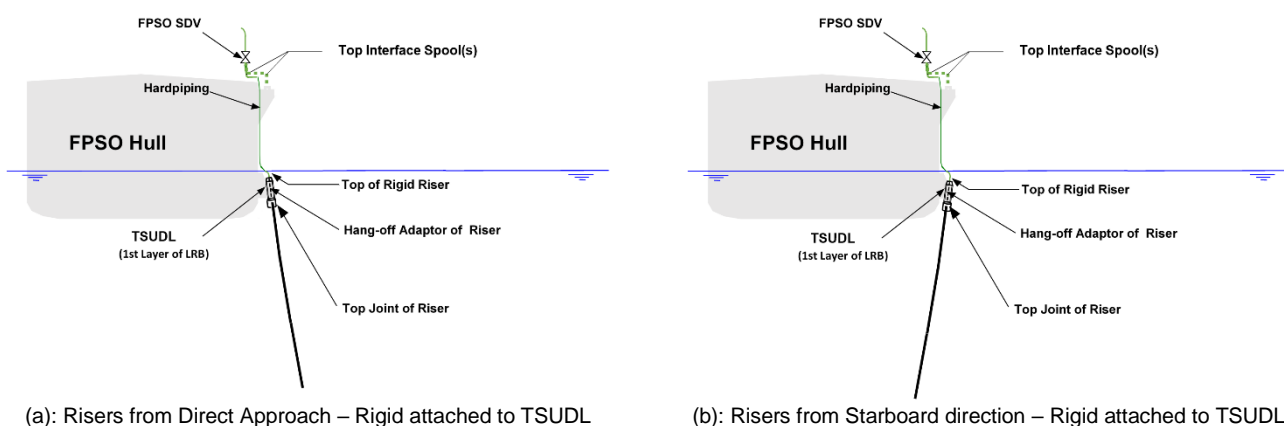 FPSO SDV
Top Interface Spool(s)
Hardpiping
FPSO Hull
Top of Rigid Riser
Hang-off Adaptor of Riser
TSUDL
(1st Layer of LRB)
Top Joint of Riser
(a): Risers from Direct Approach – Rigid attached to TSUDL
FPSO SDV
Top Interface Spool(s)
Hardpiping
FPSO Hull
Top of Rigid Riser
TSUDL
(1st Layer of LRB)
Hang-off Adaptor of Riser
Top Joint of Riser
(b): Risers from Starboard direction – Rigid attached to TSUDL